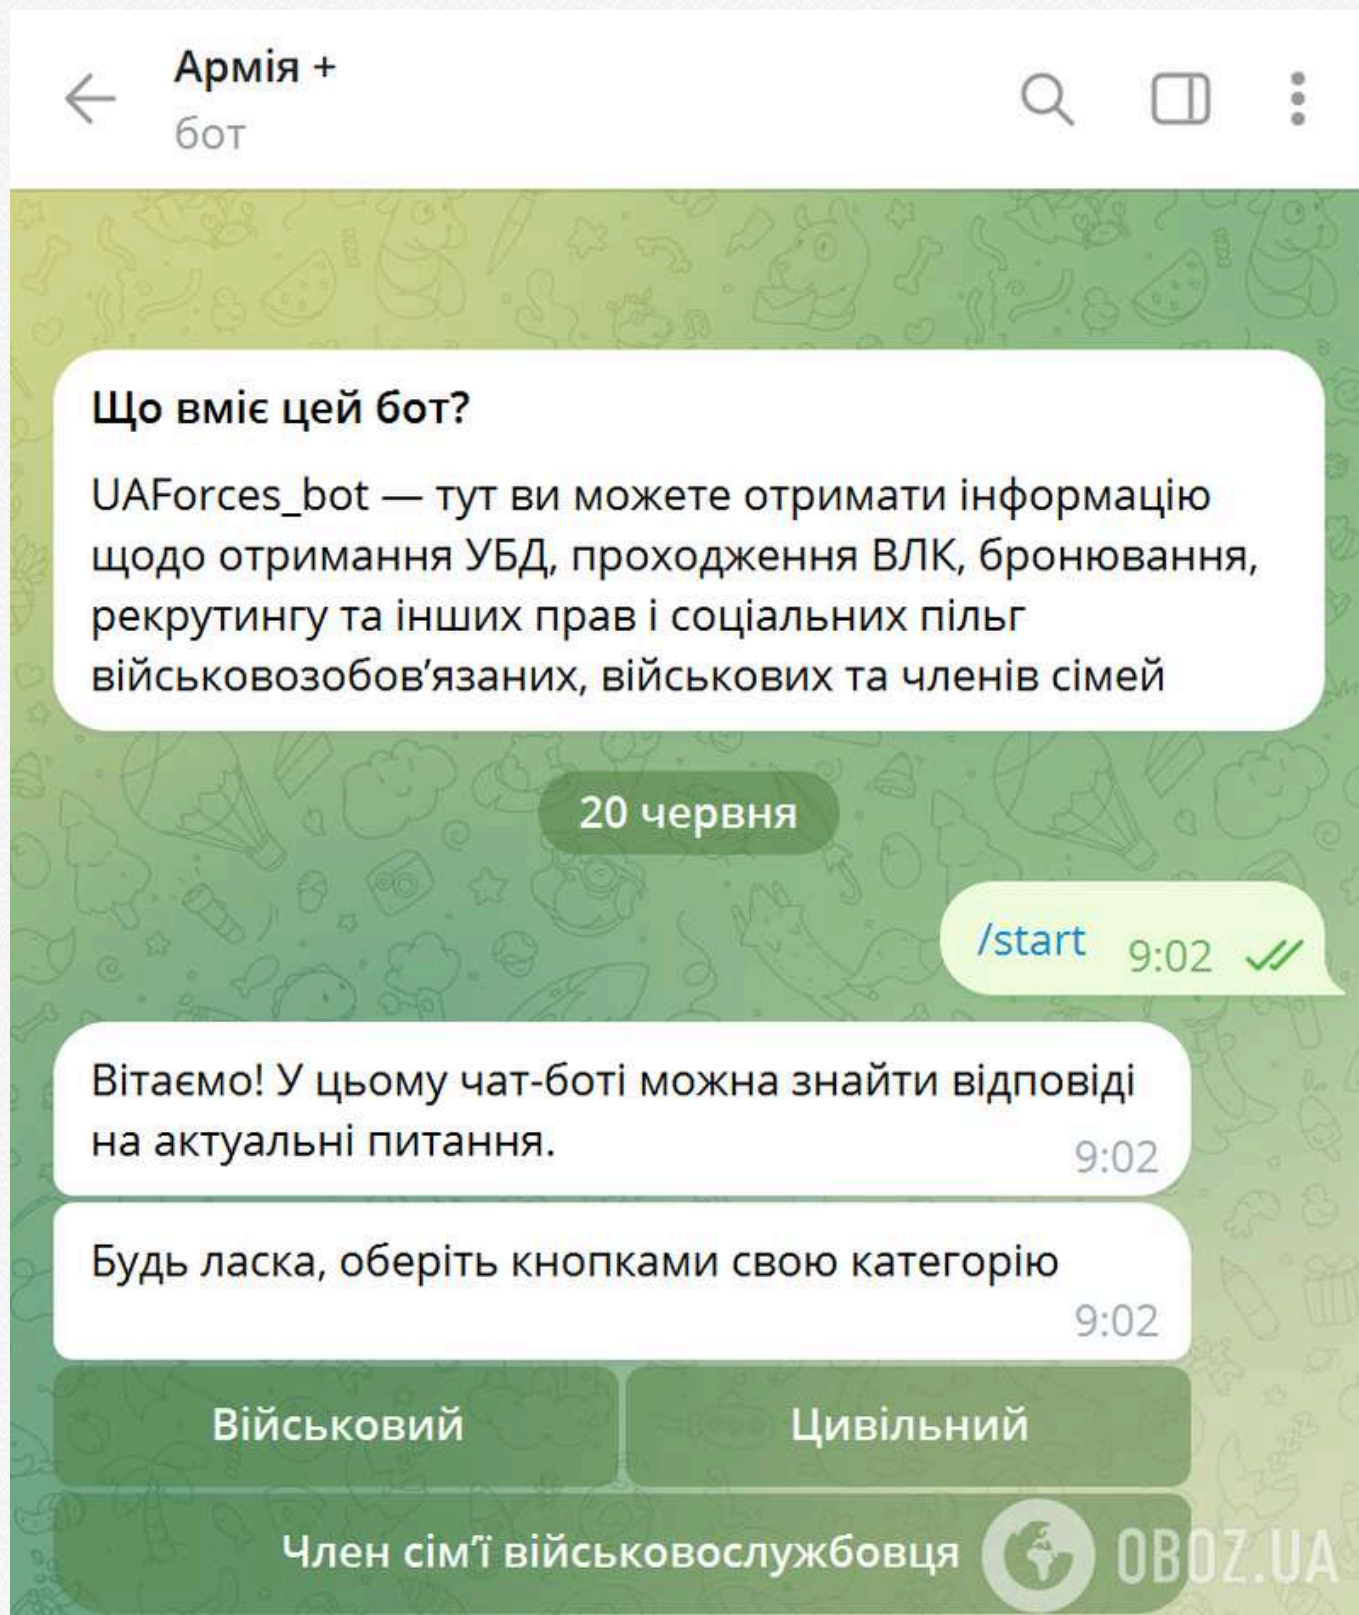 Армія +
бот
Що вміє цей бот?
UAForces_bot — тут ви можете отримати інформацію
щодо отримання УБД, проходження ВЛК, бронювання,
рекрутингу та інших прав і соціальних пільг
військовозобов’язаних, військових та членів сімей
20 червня
/start 9:02
Вітаємо! У цьому чат-боті можна знайти відповіді
на актуальні питання.
9:02
Будь ласка, оберіть кнопками свою категорію
9:02
Військовий
Цивільний
Член сім’ї військовослужбовця
OBOZ.UA